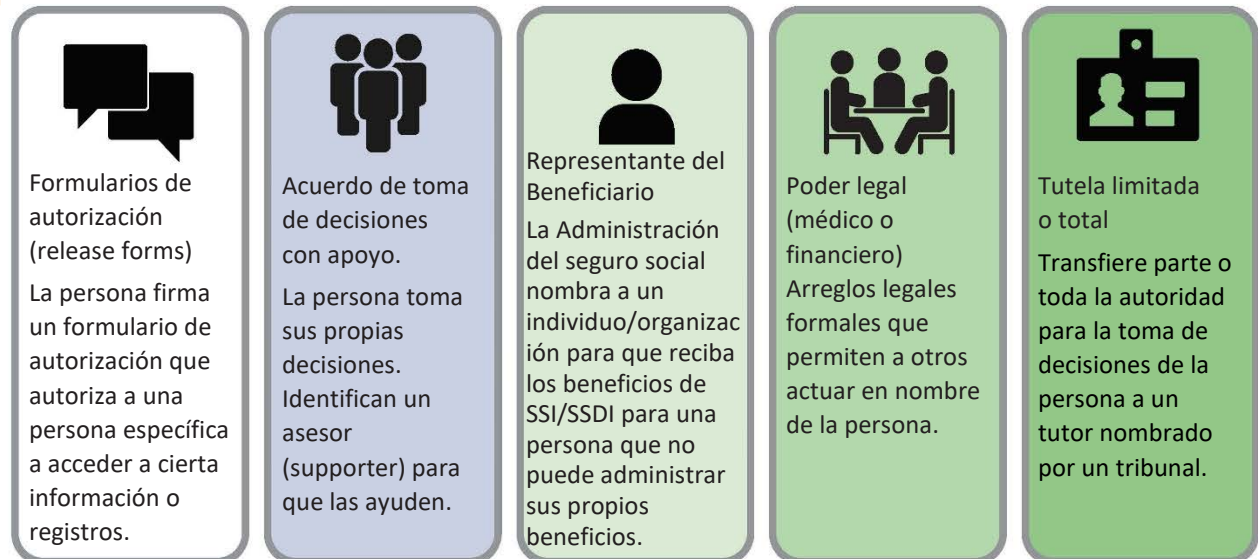 Formularios de
autorización
(release forms)
La persona firma
un formulario de
autorización que
autoriza a una
persona específica
a acceder a cierta
información o
registros.
Acuerdo de toma
de decisiones
con apoyo.
La persona toma
sus propias
decisiones.
Identifican un
asesor
(supporter) para
que las ayuden.
Representante del
Beneficiario
La Administración
del seguro social
nombra a un
individuo/organizac
ión para que reciba
los beneficios de
SSI/SSDI para una
persona que no
puede administrar
sus propios
beneficios.
Poder legal
(médico o
financiero)
Arreglos legales
formales que
permiten a otros
actuar en nombre
de la persona.
Tutela limitada
o total
Transfiere parte o
toda la autoridad
para la toma de
decisiones de la
persona a un
tutor nombrado
por un tribunal.